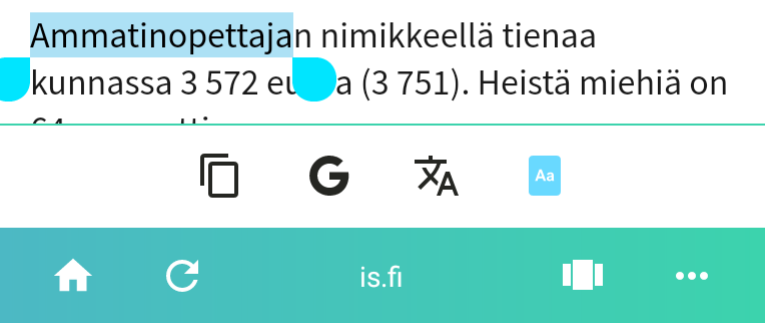 Ammatinopettajan nimikkeellä tienaa
kunnassa 3 572 (3 751). Heistä miehiä on
Aa
is.fi